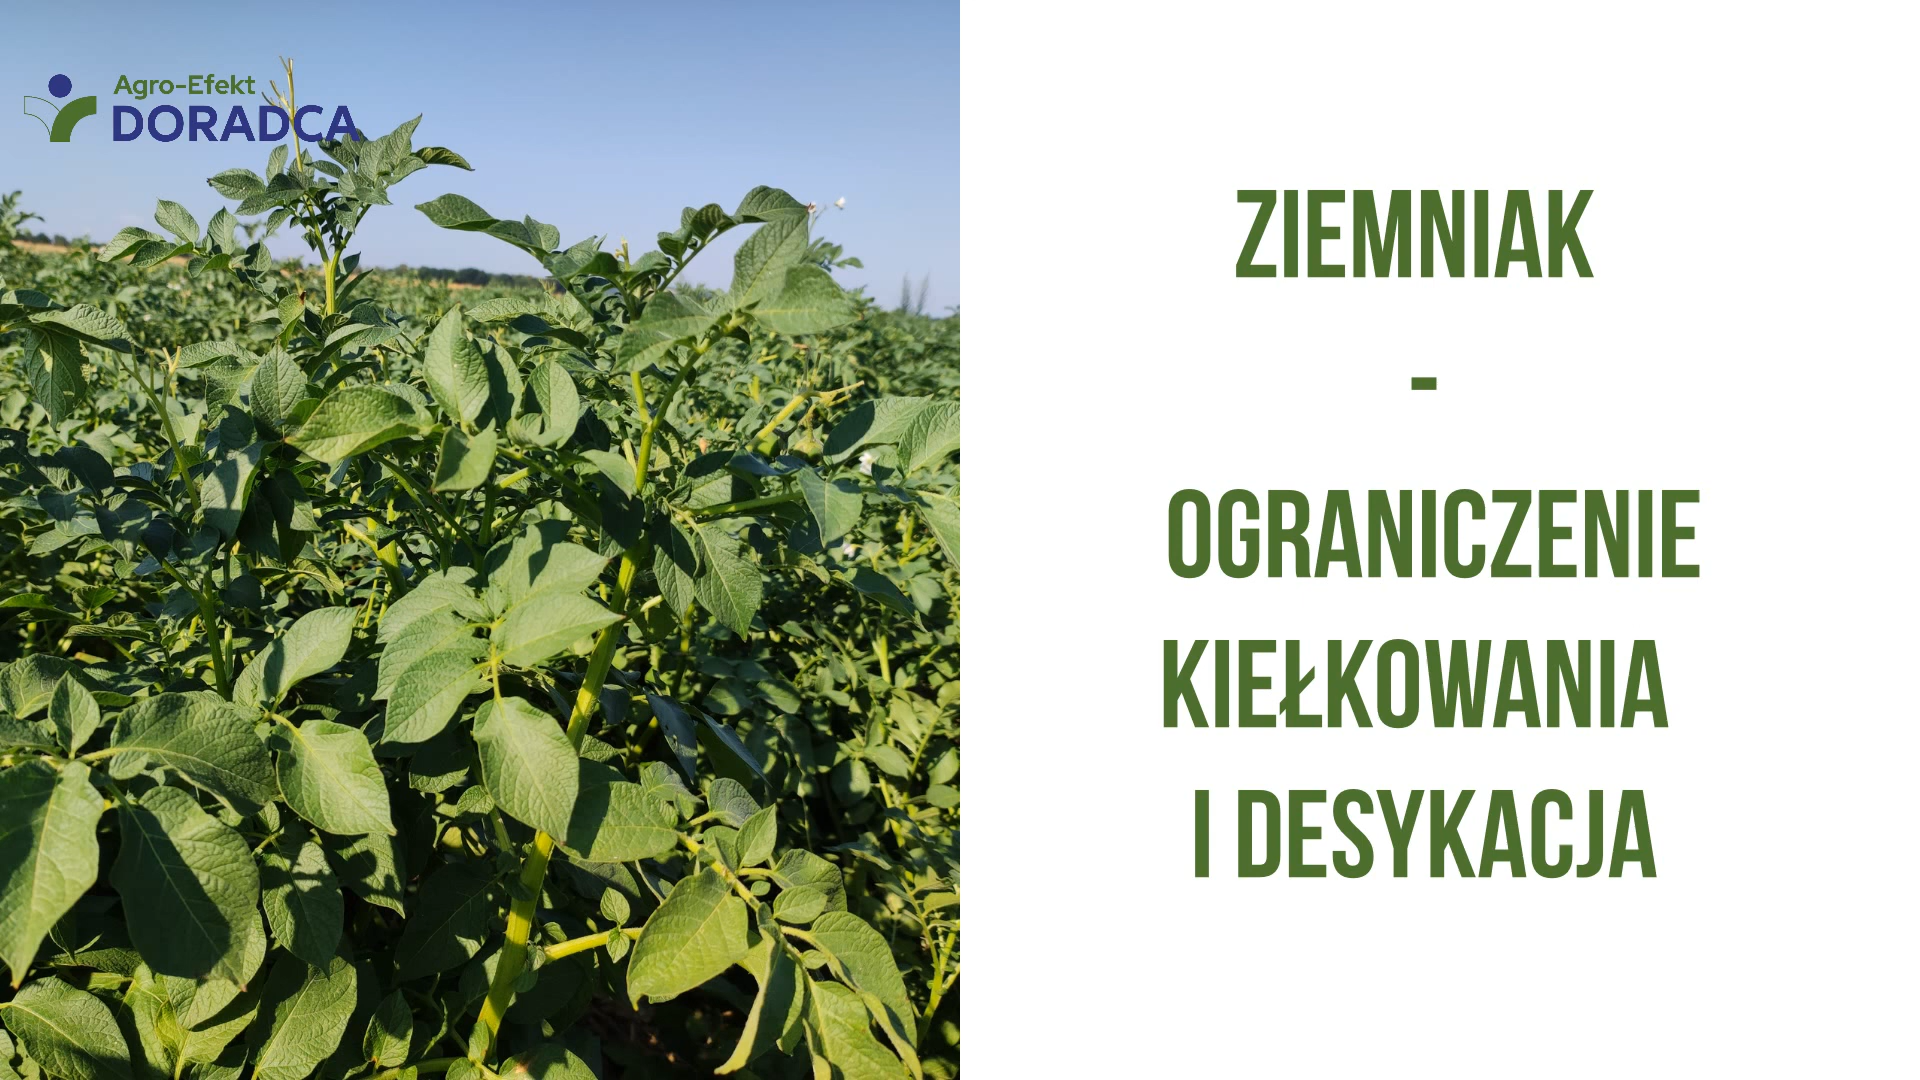 Agro-Efekt
DORADCA
ZIEMNIAK
-
OGRANICZENIE
KIEŁKOWANIA
I DESYKACJA